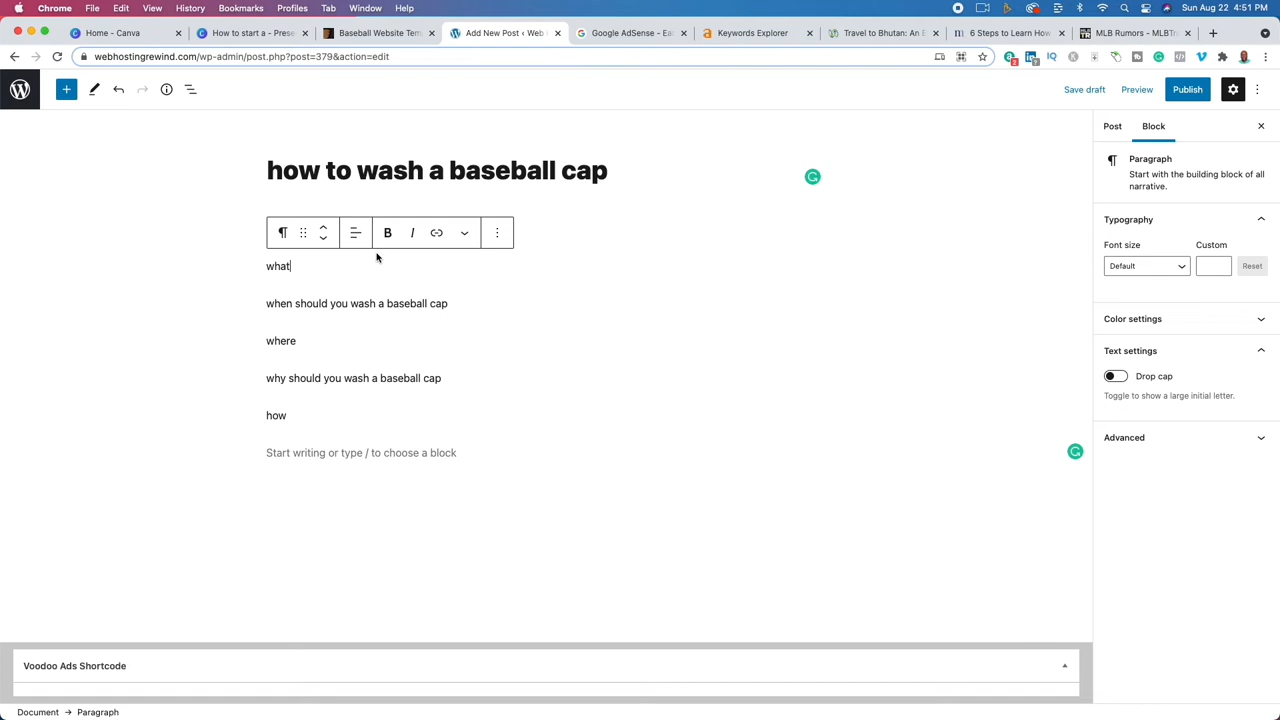 Chrome File Edit View History Bookmarks Profiles Tab Window Help
Sun Aug 22 4:51 PM
Home - Canva
How to start a - Prese
Baseball Website Temp
Add New Post ‹ Web
Google AdSense - Ear
Keywords Explorer
Travel to Bhutan: An E
6 Steps to Learn How
MLB Rumors - MLBTra
webhostingrewind.com/wp-admin/post.php?post=379&action=edit
Save draft
Preview
Publish
Post
Block
how to wash a baseball cap
Paragraph
Start with the building block of all
narrative.
Typography
Font size
Custom
Default
Reset
B I
what
when should you wash a baseball cap
where
why should you wash a baseball cap
how
Start writing or type / to choose a block
Color settings
Text settings
Drop cap
Toggle to show a large initial letter.
Advanced
Voodoo Ads Shortcode
Document → Paragraph